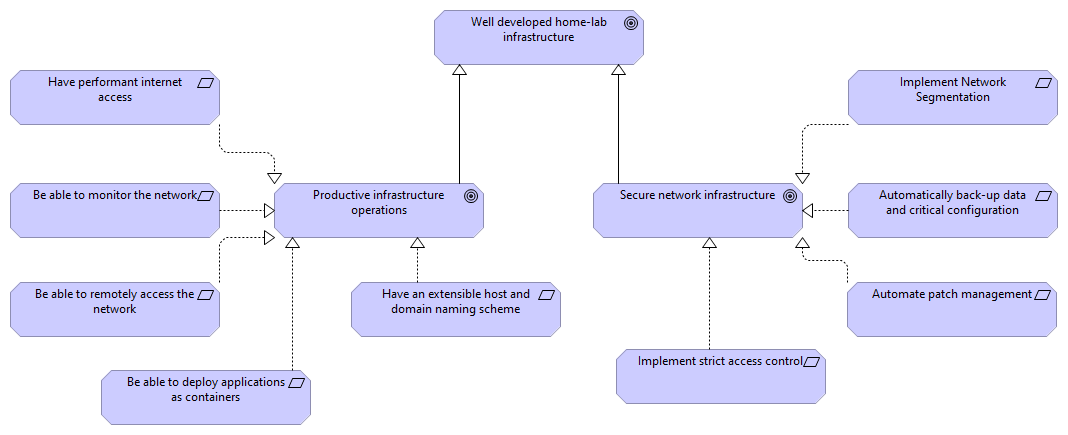 Well developed home-lab
infrastructure
Have performant internet
access
Implement Network
Segmentation
Be able to monitor the network
Productive infrastructure
operations
Secure network infrastructure
Automatically back-up data
and critical configuration
Be able to remotely access the
network
Have an extensible host and
domain naming scheme
Automate patch management
Implement strict access control
Be able to deploy applications
as containers